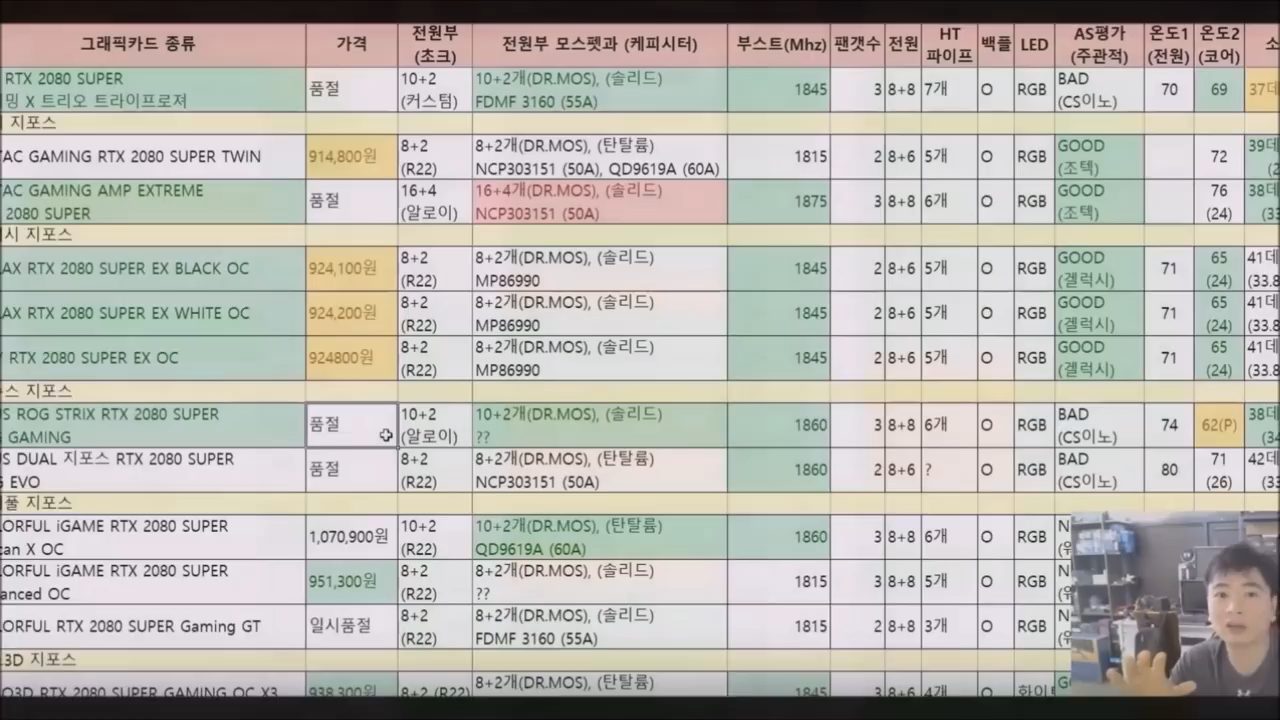 그래픽카드 종류 가격 전원부 (초크) 전원부 모스펫과 (케피시터) 부스트(Mhz) 팬갯수 전원 HT 파이프 백플 LED AS평가 (주관적) 온도1 (전원) 온도2 (코어) 소
RTX 2080 SUPER 품절 10+2 10+2개(DR.MOS), (솔리드) 1845 3 8+8 7개 O RGB BAD 70 69 37데
밍 X 트리오 트라이프로져 (커스텀) FDMF 3160 (55A) (CS이노)
지포스
AC GAMING RTX 2080 SUPER TWIN 914,800원 8+2 8+2개(DR.MOS), (탄탈륨) 1815 2 8+6 5개 O RGB GOOD 72 39데
(R22) NCP303151 (50A), QD9619A (60A) (조텍) (2
AC GAMING AMP EXTREME 품절 16+4 16+4개(DR.MOS), (솔리드) 1875 3 8+8 6개 O RGB GOOD 76 38데
2080 SUPER (알로이) NCP303151 (50A) (조텍) (24) (33
시 지포스
AX RTX 2080 SUPER EX BLACK OC 924,100원 8+2 8+2개(DR.MOS), (솔리드) 1845 2 8+6 5개 O RGB GOOD 71 65 41데
(R22) MP86990 (겔럭시) (24) (33.8
AX RTX 2080 SUPER EX WHITE OC 924,200원 8+2 8+2개(DR.MOS), (솔리드) 1845 2 8+6 5개 O RGB GOOD 71 65 41데
(R22) MP86990 (겔럭시) (24) (33.8
RTX 2080 SUPER EX OC 924800원 8+2 8+2개(DR.MOS), (솔리드) 1845 2 8+6 5개 O RGB GOOD 71 65 41데
(R22) MP86990 (겔럭시) (24) (33.8
스 지포스
S ROG STRIX RTX 2080 SUPER 품절 10+2 10+2개(DR.MOS), (솔리드) 1860 3 8+8 6개 O RGB BAD 74 62(P) 38데
GAMING (알로이) ?? (CS이노) (34
S DUAL 지포스 RTX 2080 SUPER 품절 8+2 8+2개(DR.MOS), (탄탈륨) 1860 2 8+6 ? O RGB BAD 80 71 42데
EVO (R22) NCP303151 (50A) (CS이노) (26) (33
풀 지포스
ORFUL iGAME RTX 2080 SUPER 1,070,900원 10+2 10+2개(DR.MOS), (탄탈륨) 1860 3 8+8 6개 O RGB N
can X OC (R22) QD9619A (60A) (유
ORFUL iGAME RTX 2080 SUPER 951,300원 8+2 8+2개(DR.MOS), (솔리드) 1815 3 8+8 5개 O RGB N
anced OC (R22) ?? (유
ORFUL RTX 2080 SUPER Gaming GT 일시품절 8+2 8+2개(DR.MOS), (솔리드) 1815 2 8+8 3개 O RGB N
(R22) FDMF 3160 (55A) (유
3D 지포스
O3D RTX 2080 SUPER GAMING OC X3 938,300원 8+2 (R22) 8+2개(DR.MOS), (탄탈륨) 1845 3 8+6 4개 O 화이트